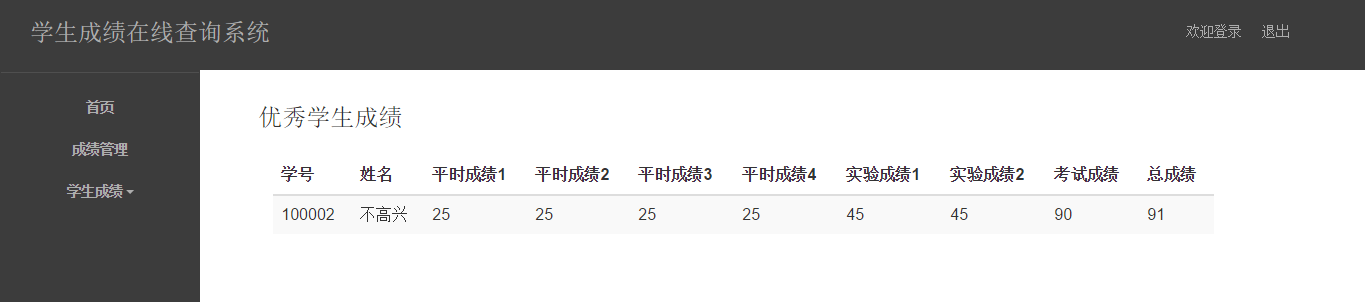 学生成绩在线查询系统
欢迎登录 退出
首页
成绩管理
学生成绩
优秀学生成绩
学号 姓名 平时成绩1 平时成绩2 平时成绩3 平时成绩4 实验成绩1 实验成绩2 考试成绩 总成绩
100002 不高兴 25 25 25 25 45 45 90 91